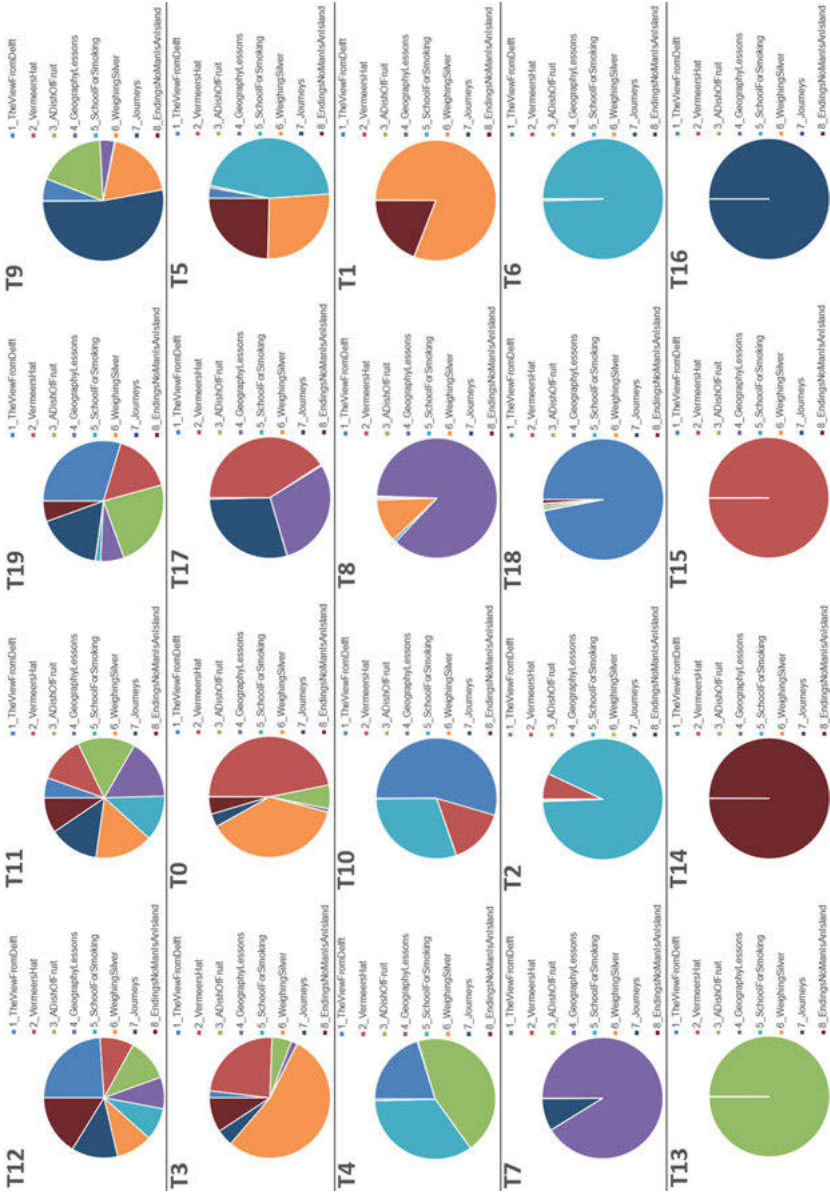 T12
1_TheViewFromDelft
2_VermeersHat
3_ADishOfFruit
4_GeographyLessons
5_SchoolForSmoking
6_WeighingSilver
7_Journeys
8_EndingsNoManIsAnIsland
T11
1_TheViewFromDelft
2_VermeersHat
3_ADishOfFruit
4_GeographyLessons
5_SchoolForSmoking
6_WeighingSilver
7_Journeys
8_EndingsNoManIsAnIsland
T19
1_TheViewFromDelft
2_VermeersHat
3_ADishOfFruit
4_GeographyLessons
5_SchoolForSmoking
6_WeighingSilver
7_Journeys
8_EndingsNoManIsAnIsland
T9
1_TheViewFromDelft
2_VermeersHat
3_ADishOfFruit
4_GeographyLessons
5_SchoolForSmoking
6_WeighingSilver
7_Journeys
8_EndingsNoManIsAnIsland
T3
1_TheViewFromDelft
2_VermeersHat
3_ADishOfFruit
4_GeographyLessons
5_SchoolForSmoking
6_WeighingSilver
7_Journeys
8_EndingsNoManIsAnIsland
T0
1_TheViewFromDelft
2_VermeersHat
3_ADishOfFruit
4_GeographyLessons
5_SchoolForSmoking
6_WeighingSilver
7_Journeys
8_EndingsNoManIsAnIsland
T17
1_TheViewFromDelft
2_VermeersHat
3_ADishOfFruit
4_GeographyLessons
5_SchoolForSmoking
6_WeighingSilver
7_Journeys
8_EndingsNoManIsAnIsland
T5
1_TheViewFromDelft
2_VermeersHat
3_ADishOfFruit
4_GeographyLessons
5_SchoolForSmoking
6_WeighingSilver
7_Journeys
8_EndingsNoManIsAnIsland
T4
1_TheViewFromDelft
2_VermeersHat
3_ADishOfFruit
4_GeographyLessons
5_SchoolForSmoking
6_WeighingSilver
7_Journeys
8_EndingsNoManIsAnIsland
T10
1_TheViewFromDelft
2_VermeersHat
3_ADishOfFruit
4_GeographyLessons
5_SchoolForSmoking
6_WeighingSilver
7_Journeys
8_EndingsNoManIsAnIsland
T8
1_TheViewFromDelft
2_VermeersHat
3_ADishOfFruit
4_GeographyLessons
5_SchoolForSmoking
6_WeighingSilver
7_Journeys
8_EndingsNoManIsAnIsland
T1
1_TheViewFromDelft
2_VermeersHat
3_ADishOfFruit
4_GeographyLessons
5_SchoolForSmoking
6_WeighingSilver
7_Journeys
8_EndingsNoManIsAnIsland
T7
1_TheViewFromDelft
2_VermeersHat
3_ADishOfFruit
4_GeographyLessons
5_SchoolForSmoking
6_WeighingSilver
7_Journeys
8_EndingsNoManIsAnIsland
T2
1_TheViewFromDelft
2_VermeersHat
3_ADishOfFruit
4_GeographyLessons
5_SchoolForSmoking
6_WeighingSilver
7_Journeys
8_EndingsNoManIsAnIsland
T18
1_TheViewFromDelft
2_VermeersHat
3_ADishOfFruit
4_GeographyLessons
5_SchoolForSmoking
6_WeighingSilver
7_Journeys
8_EndingsNoManIsAnIsland
T6
1_TheViewFromDelft
2_VermeersHat
3_ADishOfFruit
4_GeographyLessons
5_SchoolForSmoking
6_WeighingSilver
7_Journeys
8_EndingsNoManIsAnIsland
T13
1_TheViewFromDelft
2_VermeersHat
3_ADishOfFruit
4_GeographyLessons
5_SchoolForSmoking
6_WeighingSilver
7_Journeys
8_EndingsNoManIsAnIsland
T14
1_TheViewFromDelft
2_VermeersHat
3_ADishOfFruit
4_GeographyLessons
5_SchoolForSmoking
6_WeighingSilver
7_Journeys
8_EndingsNoManIsAnIsland
T15
1_TheViewFromDelft
2_VermeersHat
3_ADishOfFruit
4_GeographyLessons
5_SchoolForSmoking
6_WeighingSilver
7_Journeys
8_EndingsNoManIsAnIsland
T16
1_TheViewFromDelft
2_VermeersHat
3_ADishOfFruit
4_GeographyLessons
5_SchoolForSmoking
6_WeighingSilver
7_Journeys
8_EndingsNoManIsAnIsland